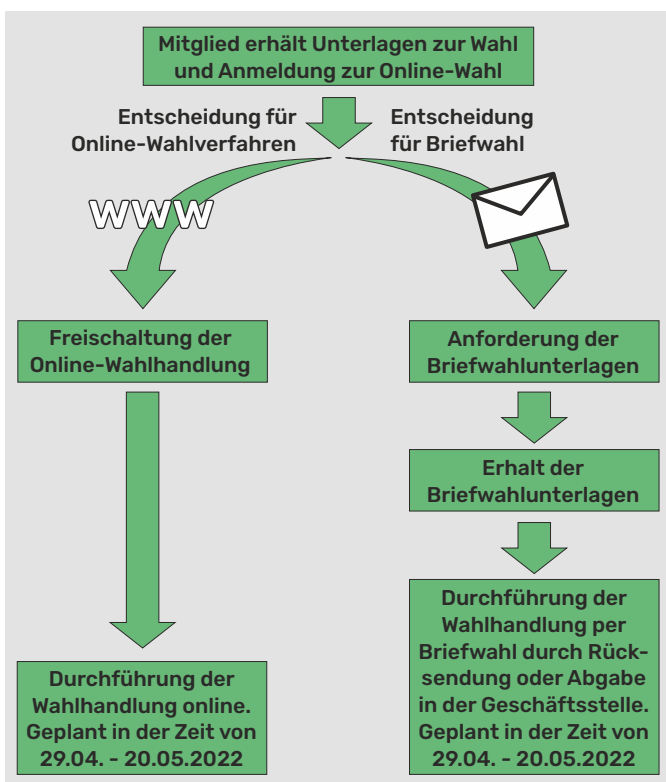 Mitglied erhält Unterlagen zur Wahl
und Anmeldung zur Online-Wahl
Entscheidung für
Online-Wahlverfahren
Entscheidung
für Briefwahl
WWW
Freischaltung der
Online-Wahlhandlung
Anforderung der
Briefwahlunterlagen
Erhalt der
Briefwahlunterlagen
Durchführung der
Wahlhandlung online.
Geplant in der Zeit von
29.04. - 20.05.2022
Durchführung der
Wahlhandlung per
Briefwahl durch Rück-
sendung oder Abgabe
in der Geschäftsstelle.
Geplant in der Zeit von
29.04. - 20.05.2022